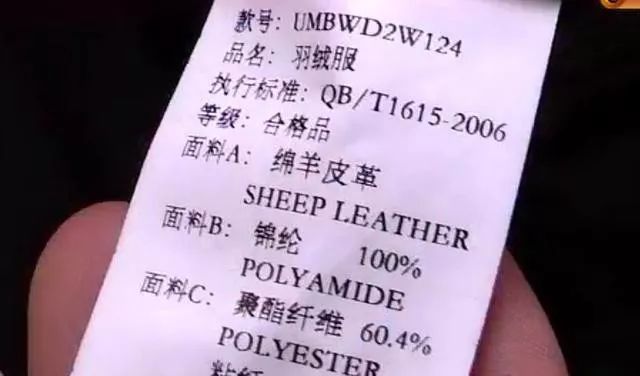 款号: UMBWD2W124
品名: 羽绒服
执行标准: QB/T1615-2006
等级: 合格品
面料A: 绵羊皮革
SHEEP LEATHER
面料B: 锦纶 100%
POLYAMIDE
面料C: 聚酯纤维 60.4%
POLYESTER